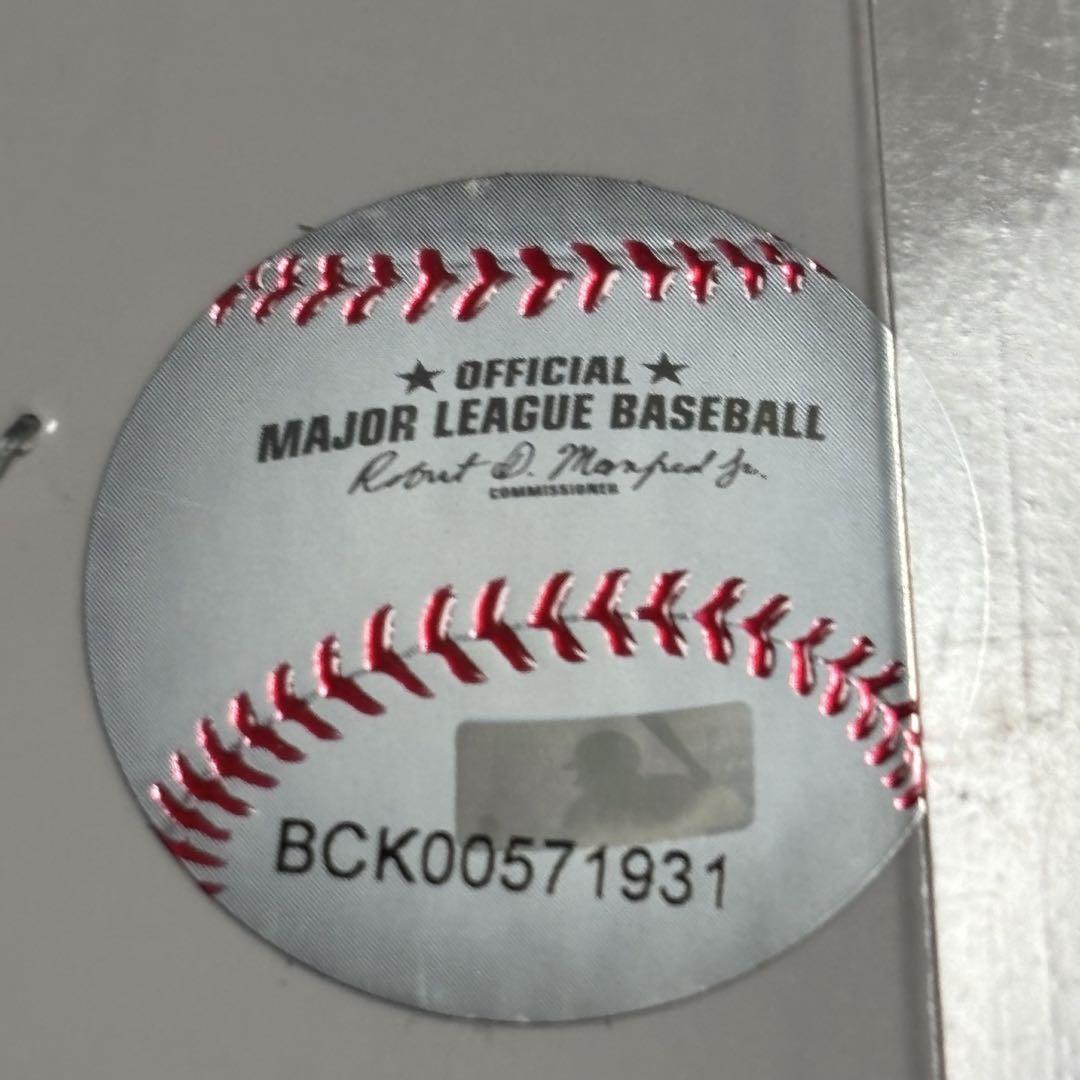 ★ OFFICIAL ★
MAJOR LEAGUE BASEBALL
Robert D. Manfred Jr.
COMMISSIONER
BCK00571931